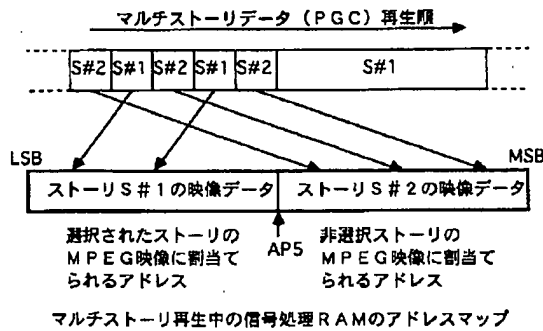 マルチストーリデータ（PGC）再生順
S#2 S#1 S#2 S#1 S#2 S#1
LSB MSB
ストーリS#1の映像データ ストーリS#2の映像データ
選択されたストーリの
MPEG映像に割当て
られるアドレス
AP5
非選択ストーリの
MPEG映像に割当て
られるアドレス
マルチストーリ再生中の信号処理RAMのアドレスマップ